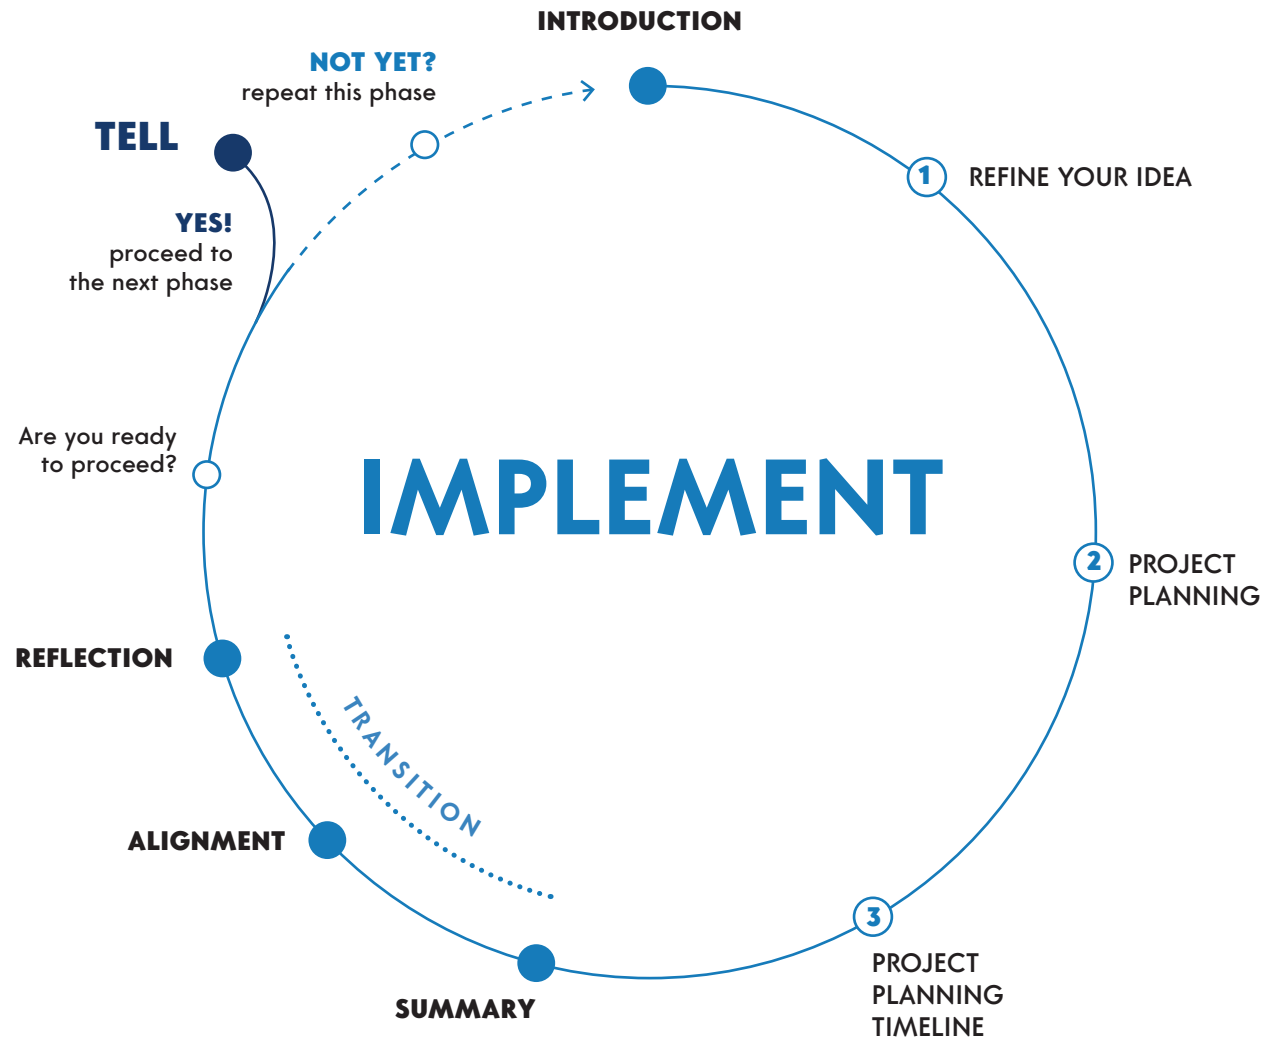 INTRODUCTION
NOT YET?
repeat this phase
TELL
YES!
proceed to
the next phase
1
REFINE YOUR IDEA
Are you ready
to proceed?
IMPLEMENT
2
PROJECT
PLANNING
REFLECTION
TRANSITION
ALIGNMENT
3
PROJECT
PLANNING
TIMELINE
SUMMARY